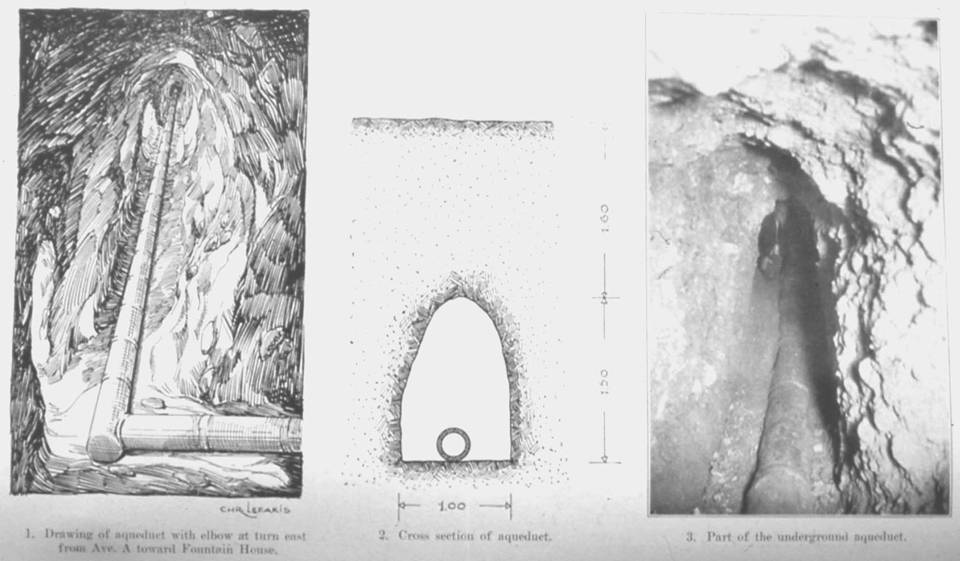 1.60
1.50
1.00
CHR LEFAKIS
1. Drawing of aqueduct with elbow at turn east
from Ave. A toward Fountain House.
2. Cross section of aqueduct.
3. Part of the underground aqueduct.